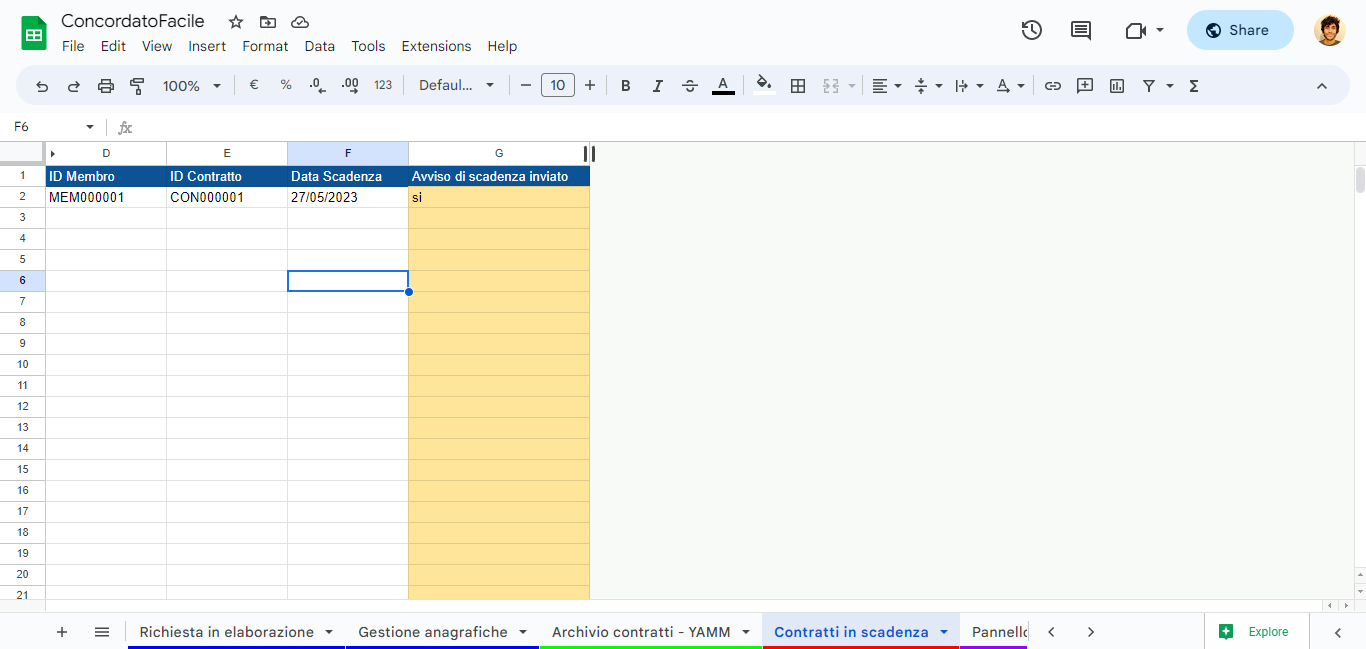 ConcordatoFacile
File Edit View Insert Format Data Tools Extensions Help
Share
100% € % .0 .00 123 Defaul... 10 B I A A Σ
F6 fx
D E F G
1 ID Membro ID Contratto Data Scadenza Avviso di scadenza inviato
2 MEM000001 CON000001 27/05/2023 si
3
4
5
6
7
8
9
10
11
12
13
14
15
16
17
18
19
20
21
Richiesta in elaborazione Gestione anagrafiche Archivio contratti - YAMM Contratti in scadenza Pannello Explore